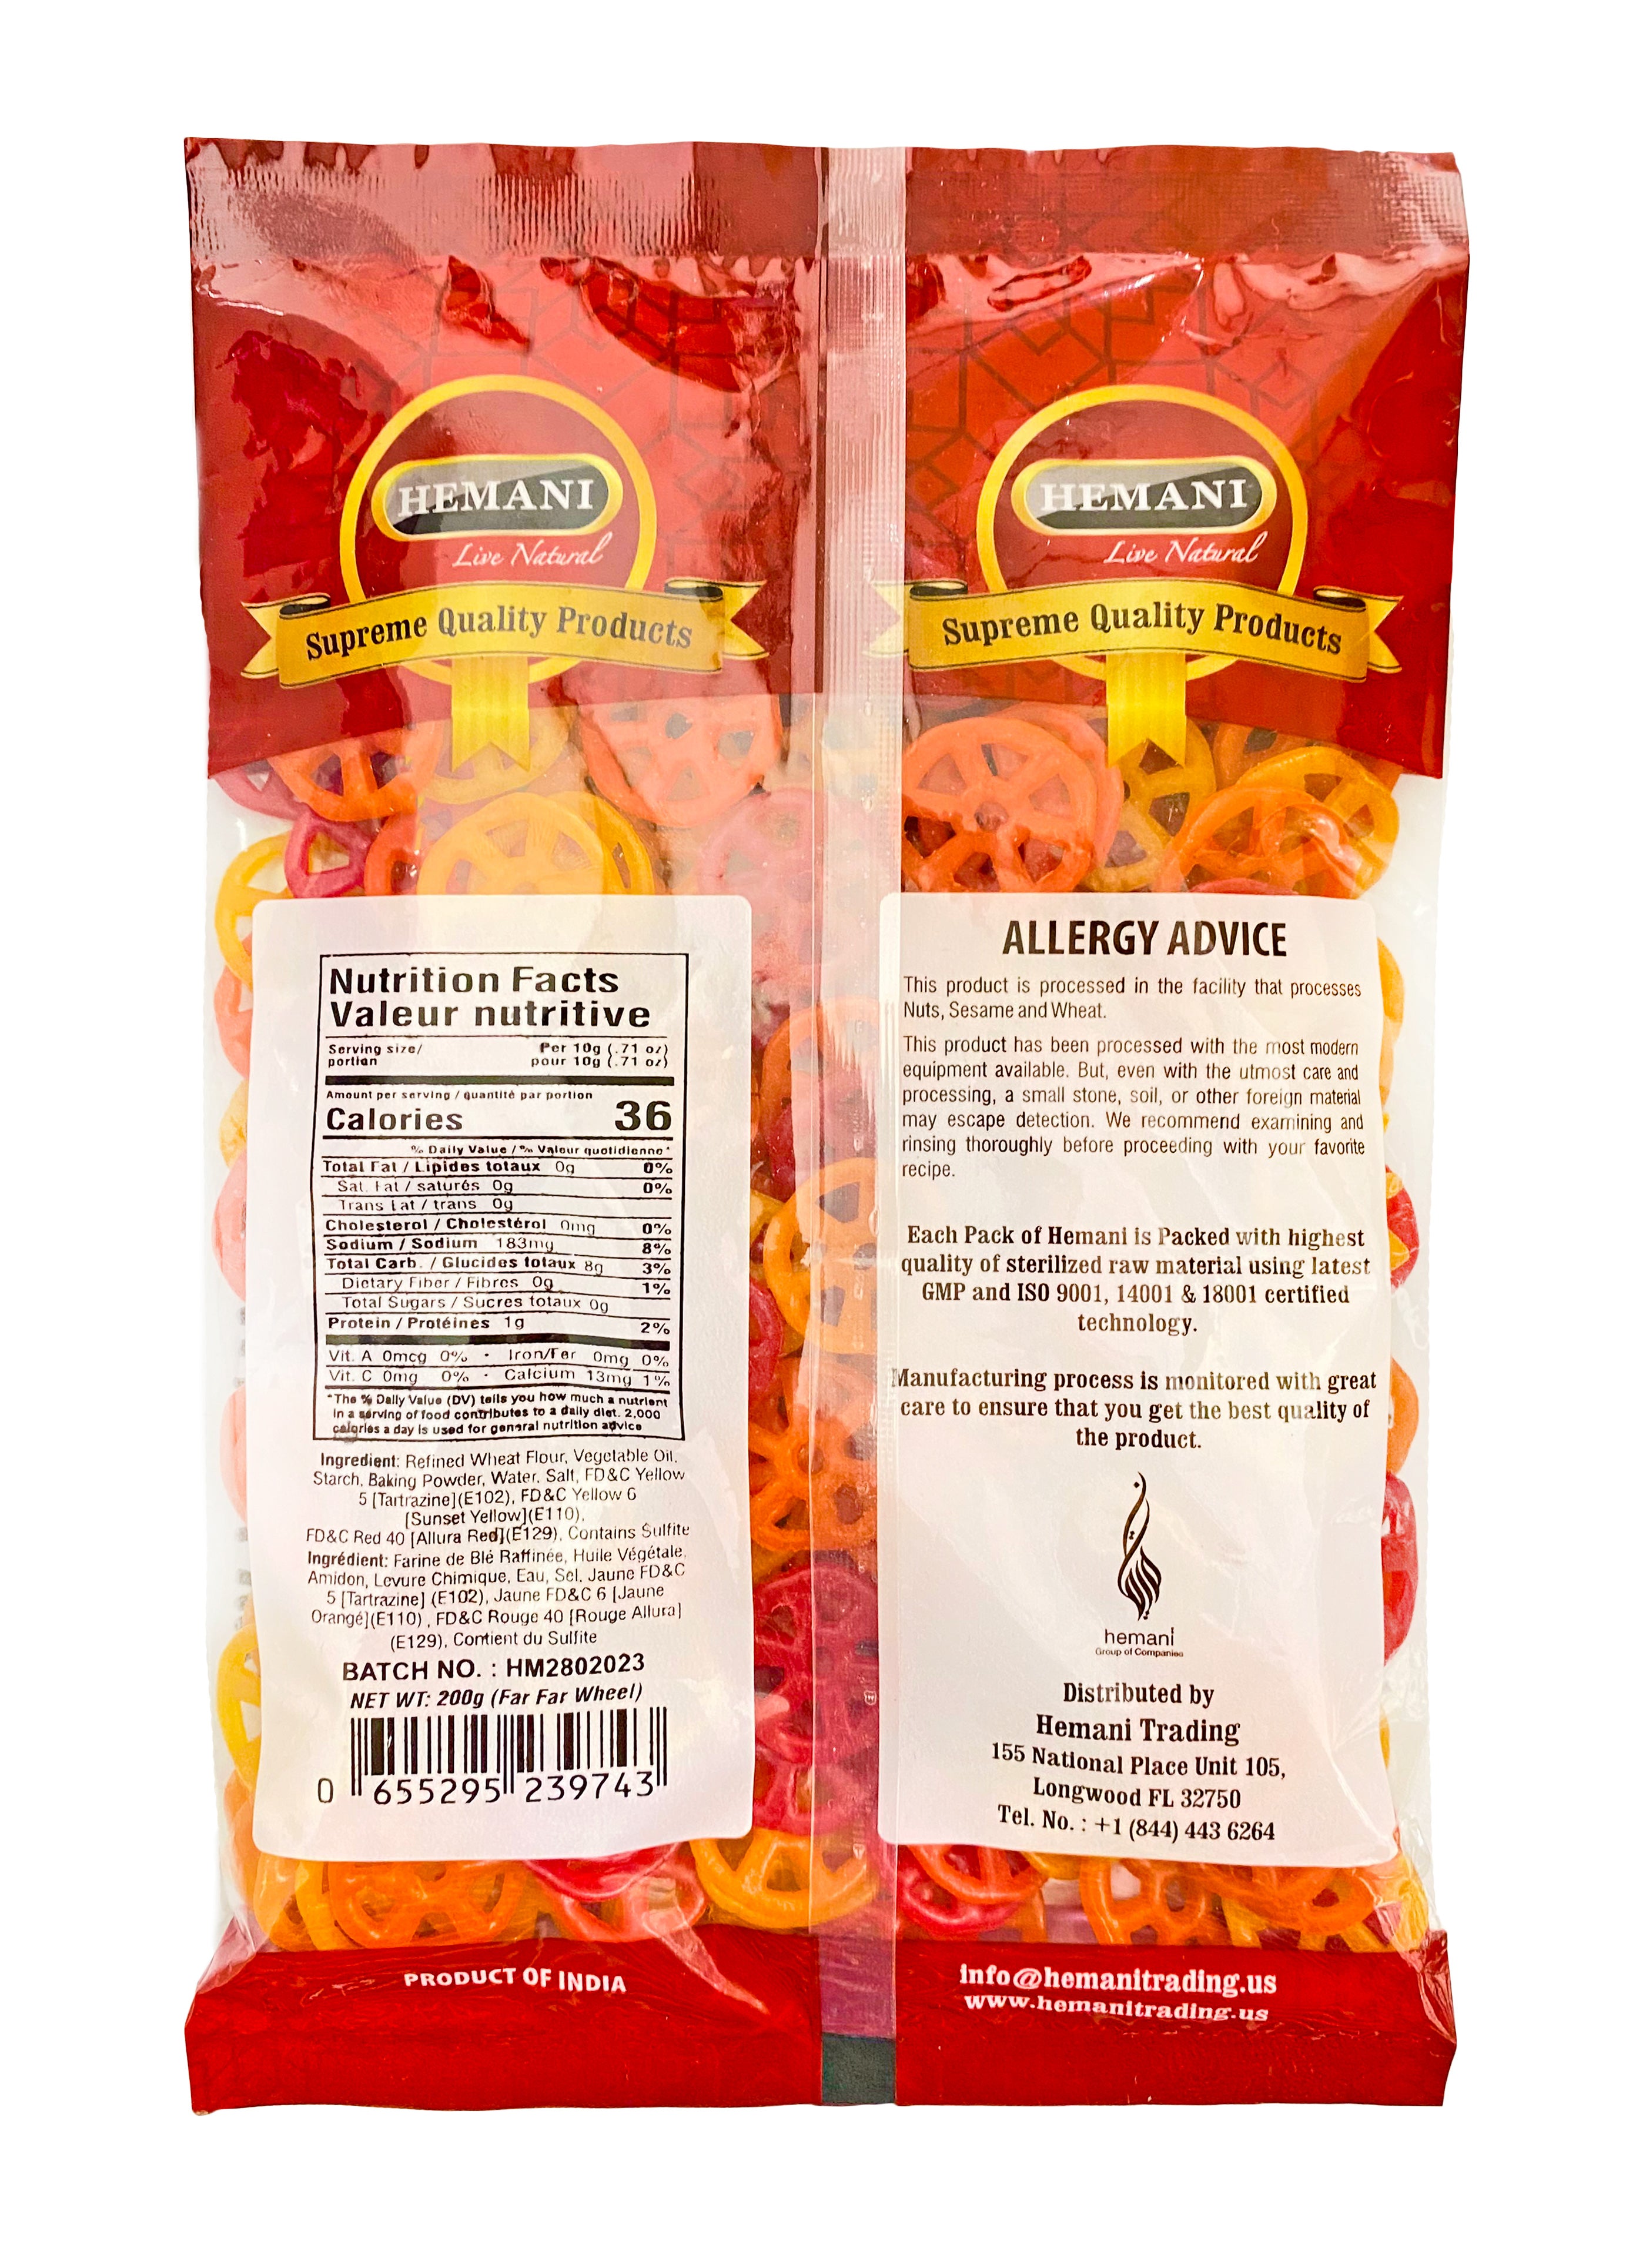 HEMANI
Live Natural
Supreme Quality Products
Nutrition Facts
Valeur nutritive
Serving size/ Per 10g (.71 oz)
portion pour 10g (.71 oz)
Amount per serving / quantité par portion
Calories 36
% Daily Value / % Valeur quotidienne*
Total Fat / Lipides totaux 0g 0%
Sat. Fat / saturés 0g 0%
Trans Fat / trans 0g
Cholesterol / Cholestérol 0mg 0%
Sodium / Sodium 183mg 8%
Total Carb. / Glucides totaux 8g 3%
Dietary Fiber / Fibres 0g 1%
Total Sugars / Sucres totaux 0g
Protein / Protéines 1g 2%
Vit. A 0mcg 0% · Iron/Fer 0mg 0%
Vit. C 0mg 0% · Calcium 13mg 1%
*The % Daily Value (DV) tells you how much a nutrient
in a serving of food contributes to a daily diet. 2,000
calories a day is used for general nutrition advice
Ingredient: Refined Wheat Flour, Vegetable Oil,
Starch, Baking Powder, Water, Salt, FD&C Yellow
5 [Tartrazine](E102), FD&C Yellow 6
[Sunset Yellow](E110),
FD&C Red 40 [Allura Red](E129), Contains Sulfite
Ingrédient: Farine de Blé Raffinée, Huile Végétale,
Amidon, Levure Chimique, Eau, Sel, Jaune FD&C
5 [Tartrazine] (E102), Jaune FD&C 6 [Jaune
Orangé](E110) , FD&C Rouge 40 [Rouge Allura]
(E129), Contient du Sulfite
BATCH NO. : HM2802023
NET WT: 200g (Far Far Wheel)
0 655295 239743
PRODUCT OF INDIA
HEMANI
Live Natural
Supreme Quality Products
ALLERGY ADVICE
This product is processed in the facility that processes
Nuts, Sesame and Wheat.
This product has been processed with the most modern
equipment available. But, even with the utmost care and
processing, a small stone, soil, or other foreign material
may escape detection. We recommend examining and
rinsing thoroughly before proceeding with your favorite
recipe.
Each Pack of Hemani is Packed with highest
quality of sterilized raw material using latest
GMP and ISO 9001, 14001 & 18001 certified
technology.
Manufacturing process is monitored with great
care to ensure that you get the best quality of
the product.
hemani
Group of Companies
Distributed by
Hemani Trading
155 National Place Unit 105,
Longwood FL 32750
Tel. No. : +1 (844) 443 6264
info@hemanitrading.us
www.hemanitrading.us